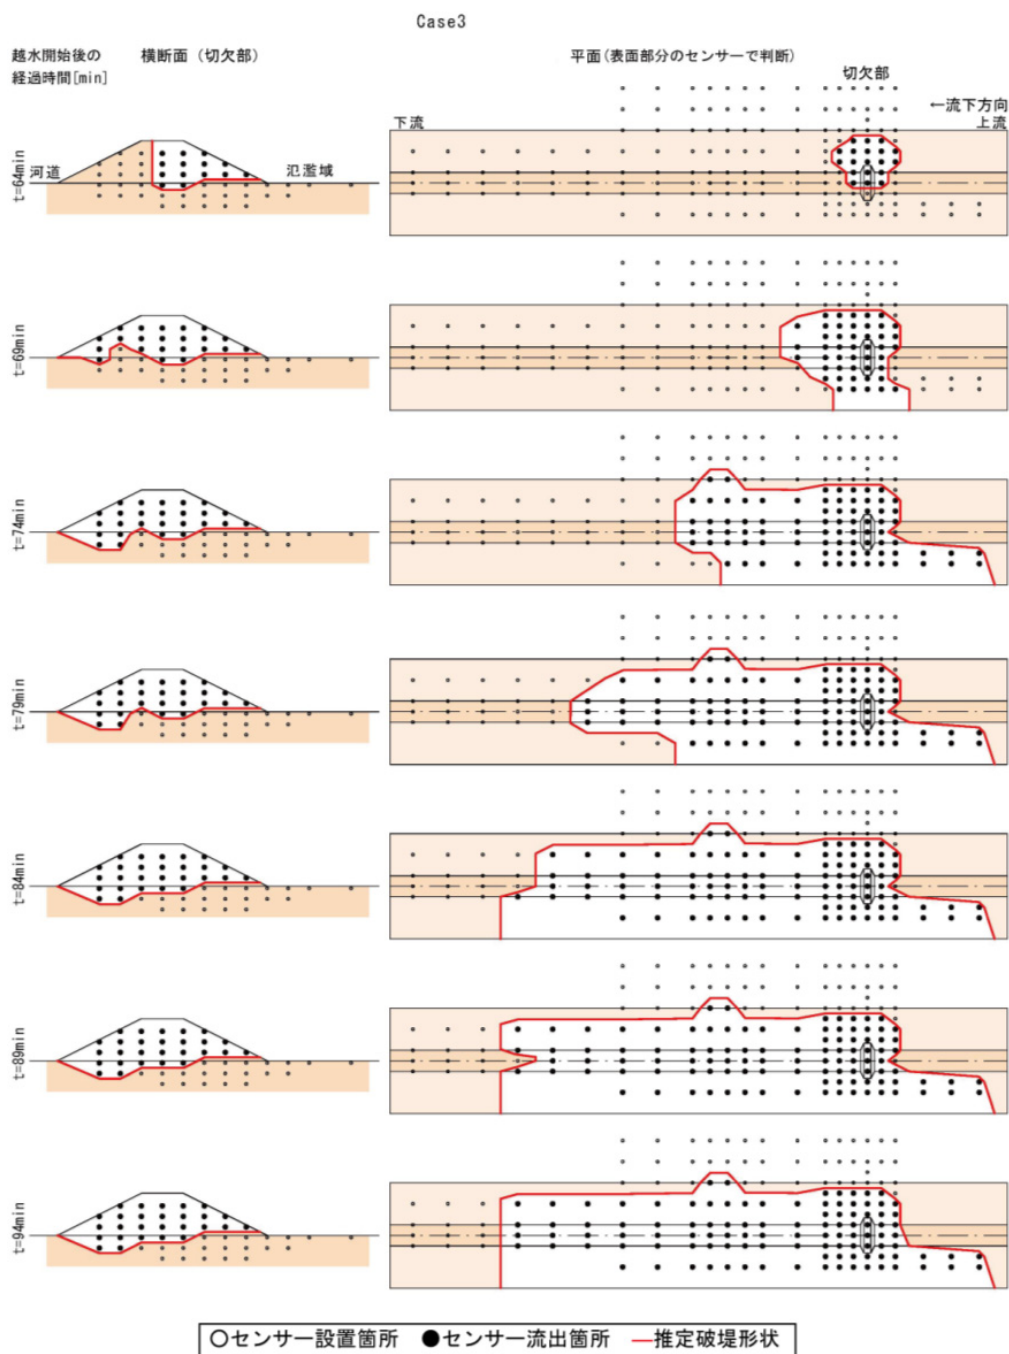 Case3
越水開始後の
経過時間[min]
横断面（切欠部）
平面(表面部分のセンサーで判断)
切欠部
←流下方向
下流
上流
t=64min
河道
氾濫域
t=69min
t=74min
t=79min
t=84min
t=89min
t=94min
○センサー設置箇所 ●センサー流出箇所 —推定破堤形状